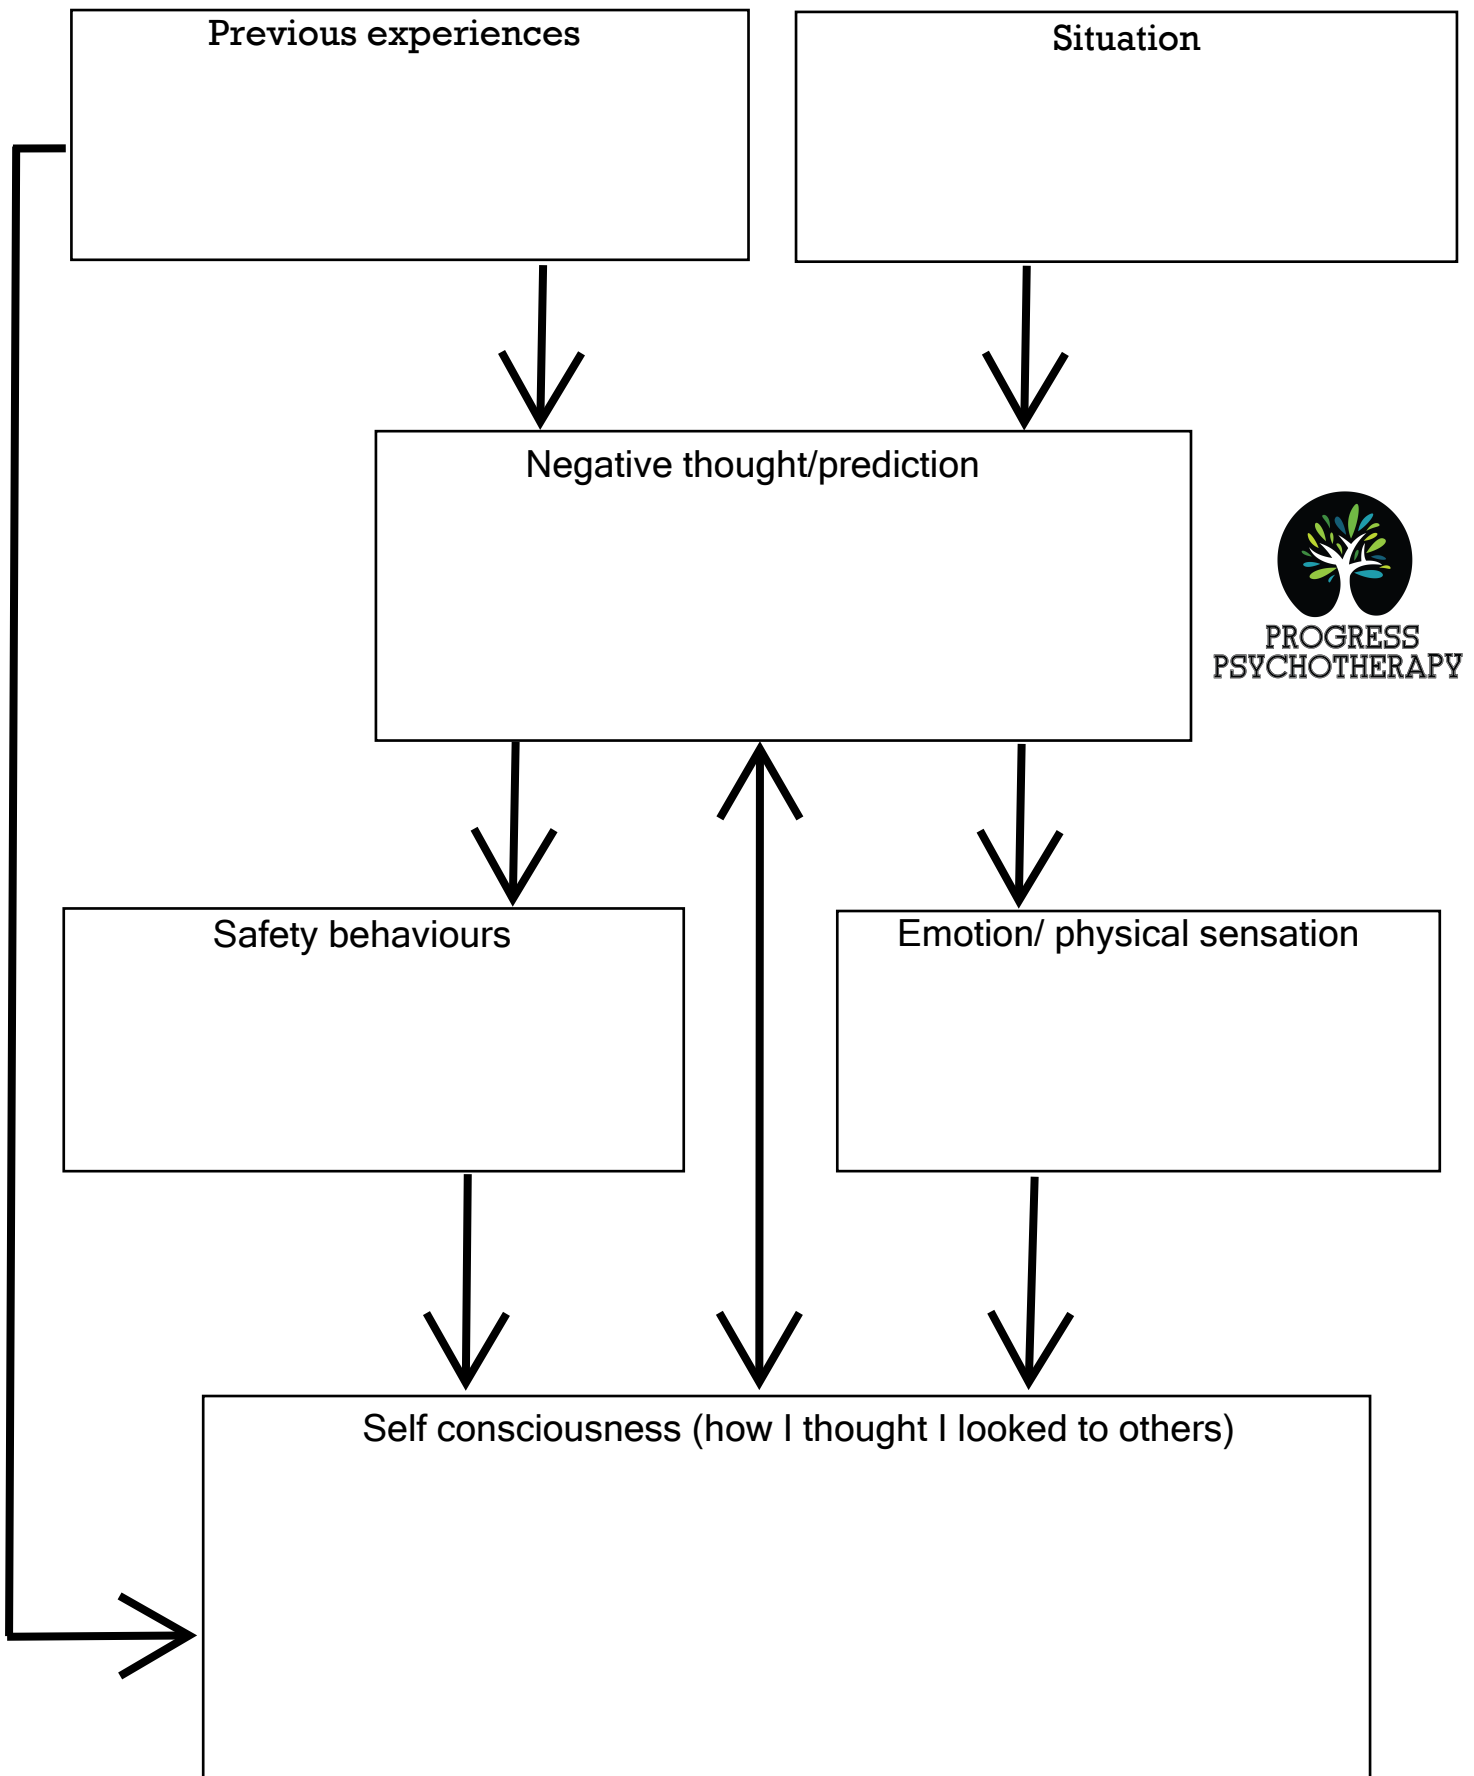 Previous experiences
Situation
Negative thought/prediction
PROGRESS
PSYCHOTHERAPY
Safety behaviours
Emotion/ physical sensation
Self consciousness (how I thought I looked to others)